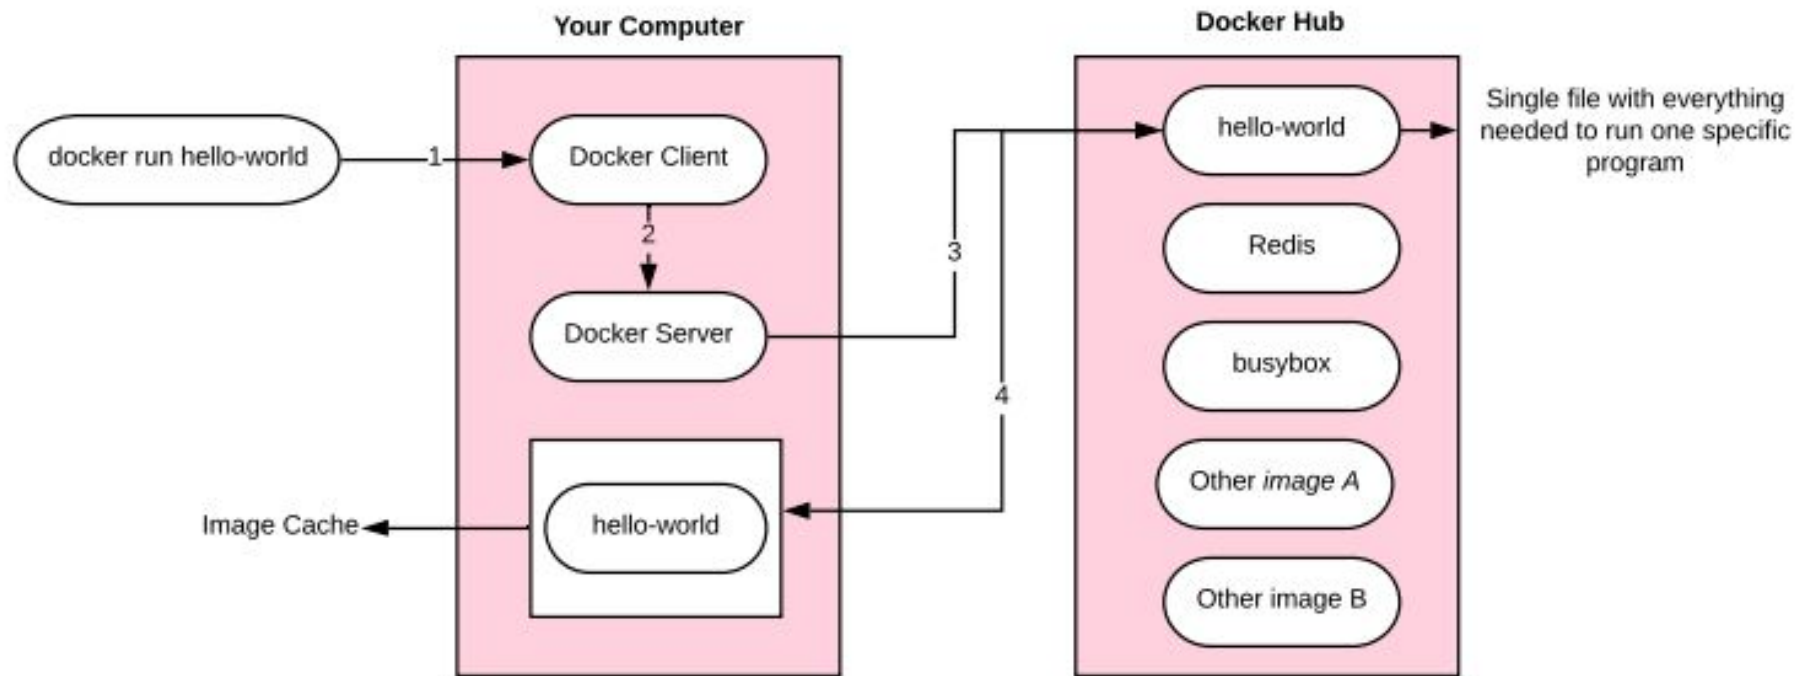 Your Computer
Docker Hub
docker run hello-world
1
Docker Client
2
Docker Server
3
4
hello-world
Image Cache
hello-world
Single file with everything
needed to run one specific
program
Redis
busybox
Other image A
Other image B